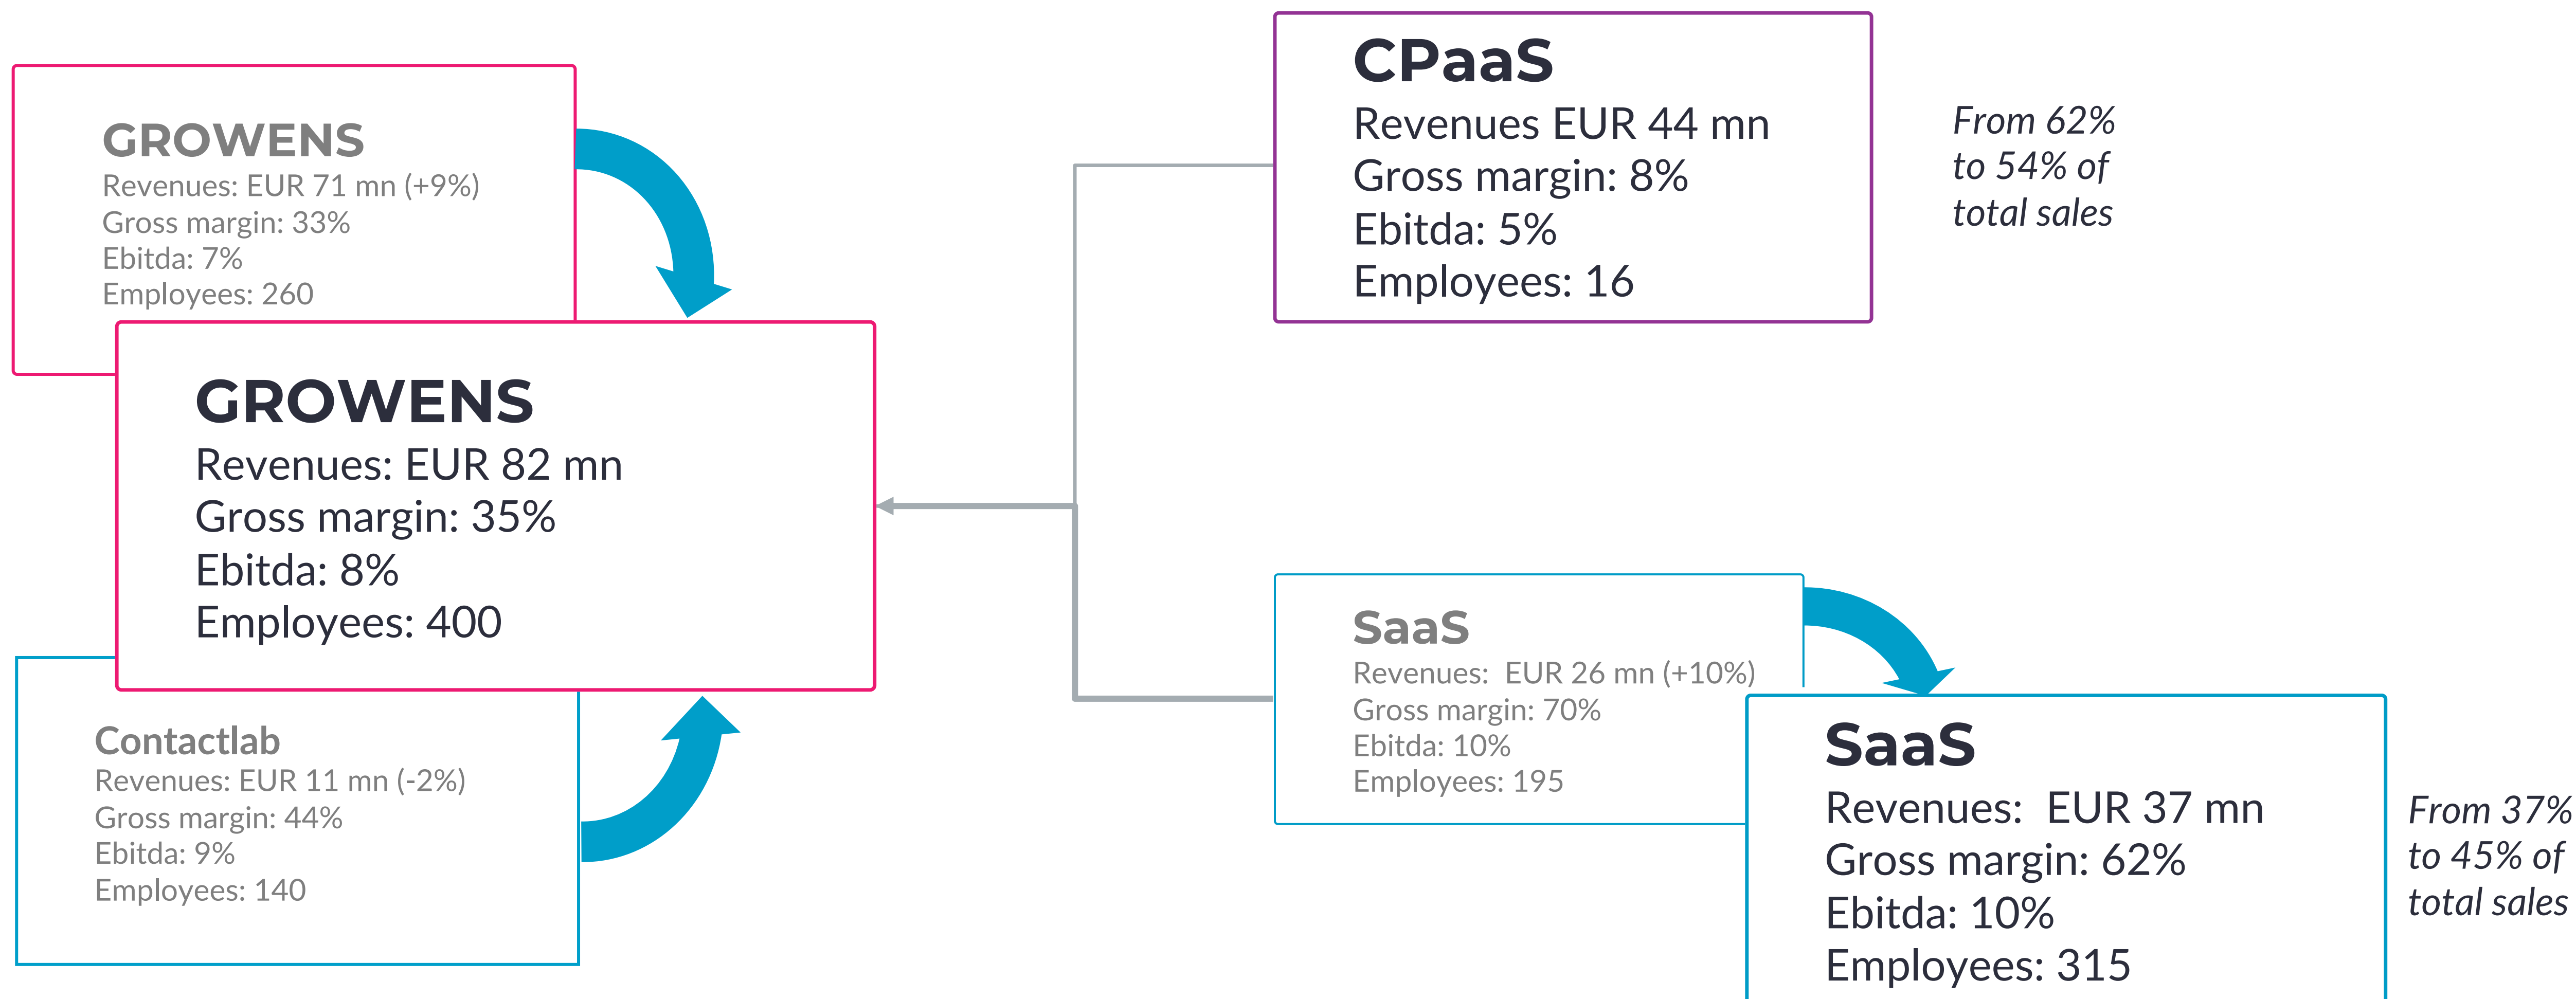 GROWENS
Revenues: EUR 71 mn (+9%)
Gross margin: 33%
Ebitda: 7%
Employees: 260
GROWENS
Revenues: EUR 82 mn
Gross margin: 35%
Ebitda: 8%
Employees: 400
Contactlab
Revenues: EUR 11 mn (-2%)
Gross margin: 44%
Ebitda: 9%
Employees: 140
CPaaS
Revenues EUR 44 mn
Gross margin: 8%
Ebitda: 5%
Employees: 16
From 62%
to 54% of
total sales
SaaS
Revenues:  EUR 26 mn (+10%)
Gross margin: 70%
Ebitda: 10%
Employees: 195
SaaS
Revenues:  EUR 37 mn
Gross margin: 62%
Ebitda: 10%
Employees: 315
From 37%
to 45% of
total sales